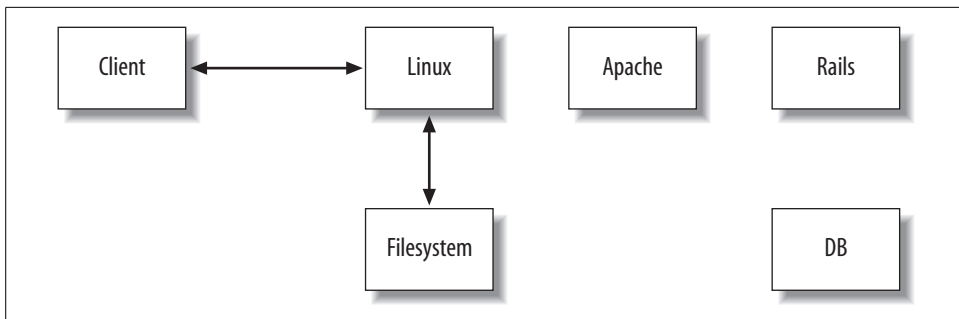 Client
Linux
Apache
Rails
Filesystem
DB